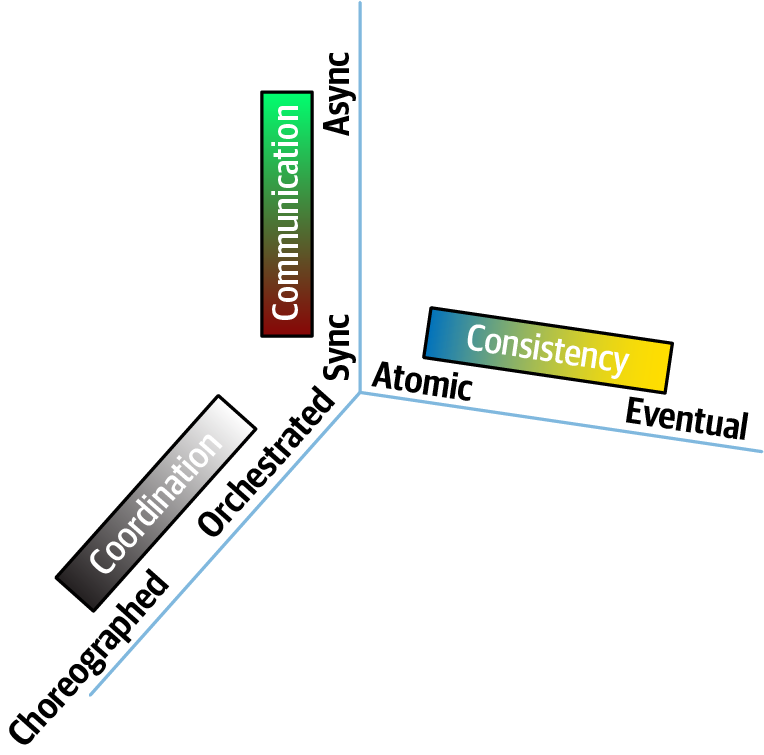 Async
Communication
Sync
Consistency
Atomic
Eventual
Orchestrated
Coordination
Choreographed